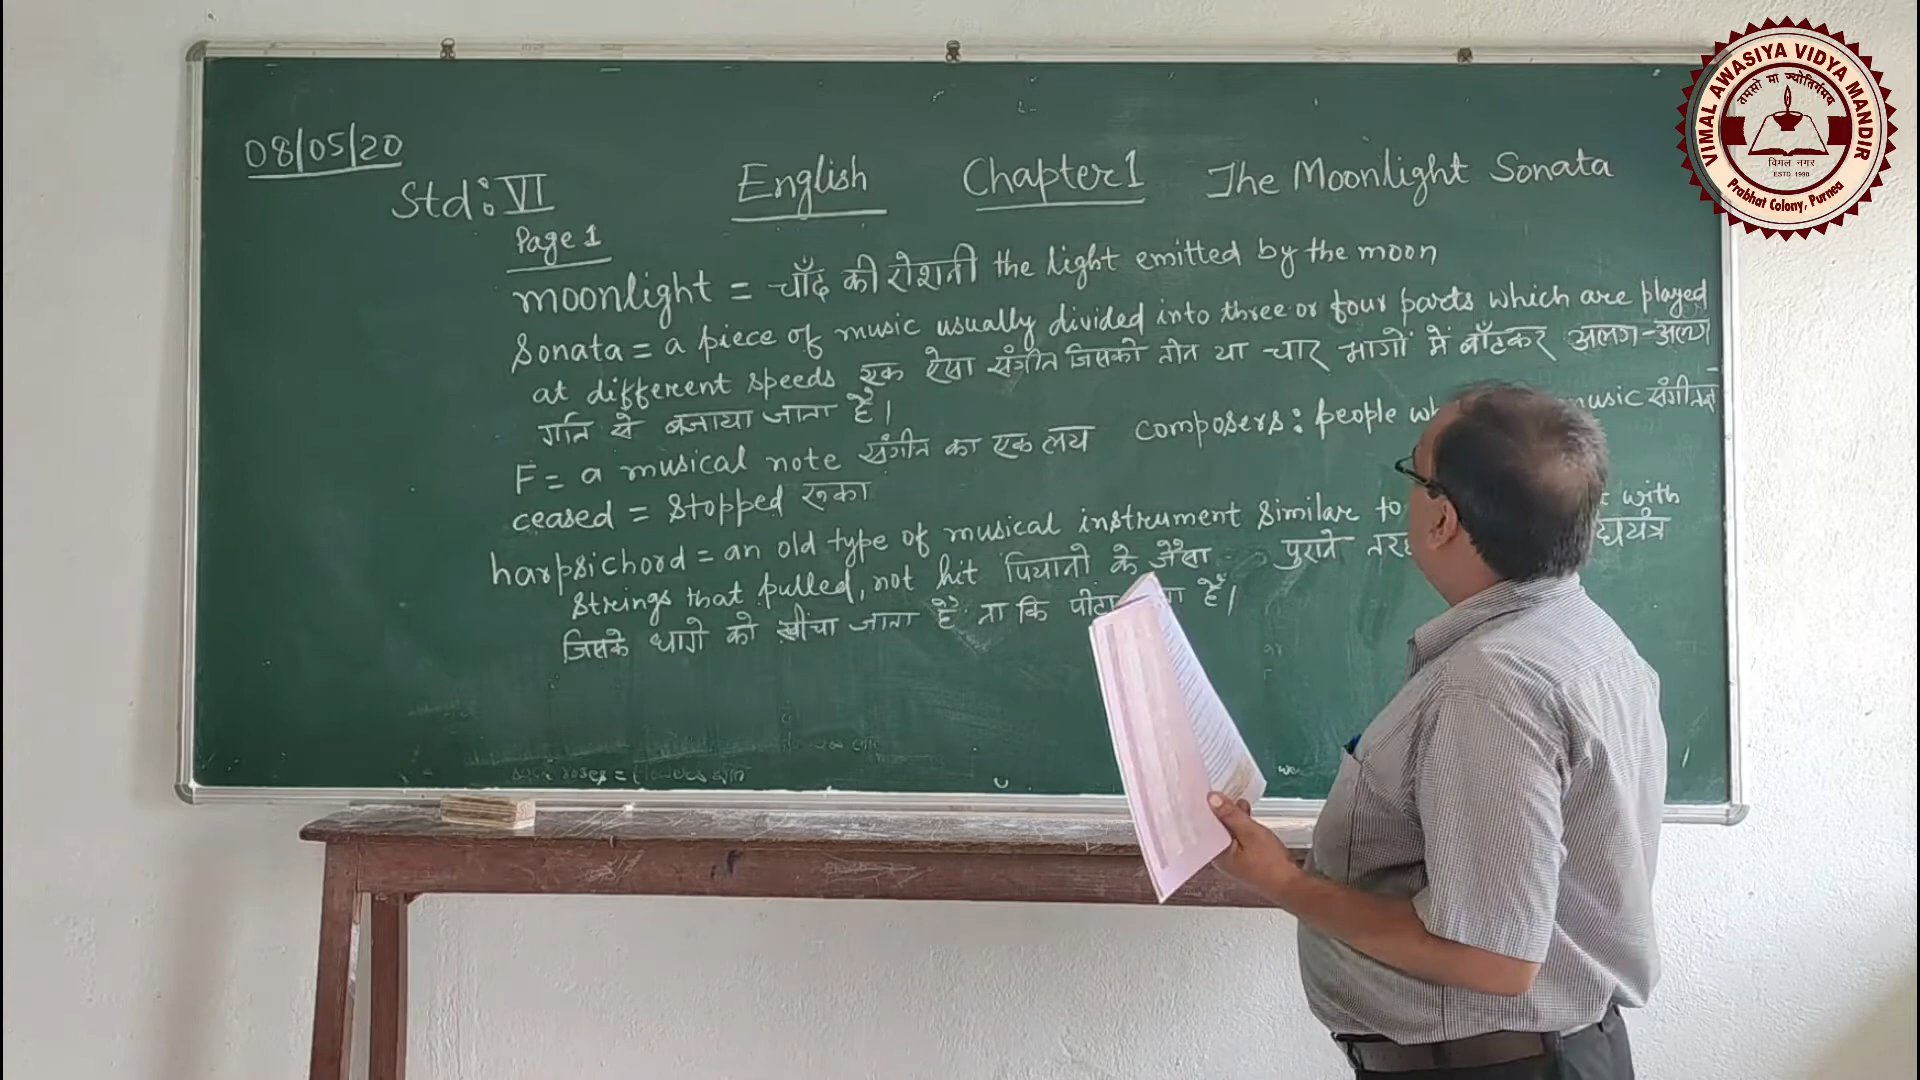 08/05/20
Std: VI English Chapter 1 The Moonlight Sonata
Page 1
moonlight = चाँद की रोशनी the light emitted by the moon
Sonata = a piece of music usually divided into three or four parts which are played
at different speeds एक ऐसा संगीत जिसको तीन या चार भागों में बाँटकर अलग-अलग
गति से बजाया जाता है।
F = a musical note संगीत का एक लय composers: people music
ceased = stopped रूका
harpsichord = an old type of musical instrument similar to with
strings that pulled, not hit पियानो के जैसा पुराने
जिसके धागे को खींचा जाता है ना कि है।
VIMAL AWASIYA VIDYA MANDIR
तमसो मा ज्योतिर्गमय
विमल नगर
ESTD 1990
Prabhat Colony, Purnea